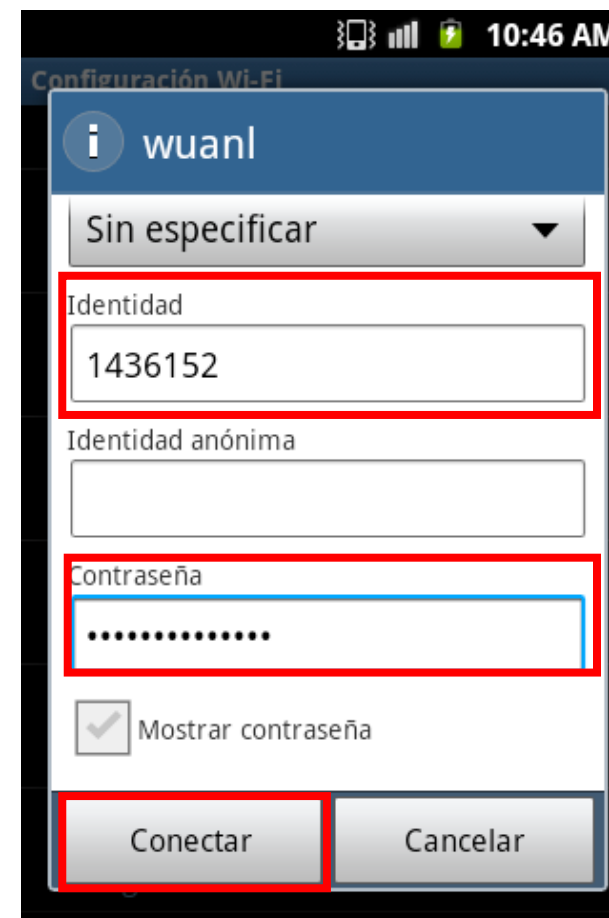 10:46 AM
Configuración Wi-Fi
i wuanl
Sin especificar
Identidad
1436152
Identidad anónima
Contraseña
••••••••••••••
Mostrar contraseña
Conectar Cancelar